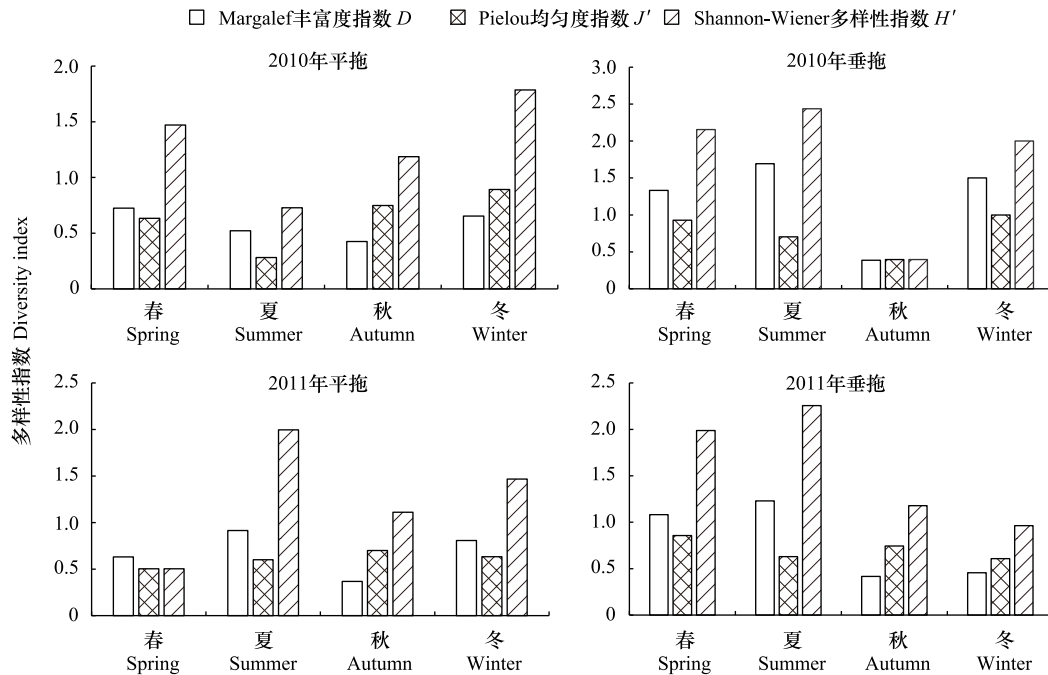 Margalef丰富度指数 D Pielou均匀度指数 J′ Shannon-Wiener多样性指数 H′
多样性指数 Diversity index
2010年平拖
2.0
1.5
1.0
0.5
0
春 夏 秋 冬
Spring Summer Autumn Winter
2010年垂拖
3.0
2.5
2.0
1.5
1.0
0.5
0
春 夏 秋 冬
Spring Summer Autumn Winter
2011年平拖
2.5
2.0
1.5
1.0
0.5
0
春 夏 秋 冬
Spring Summer Autumn Winter
2011年垂拖
2.5
2.0
1.5
1.0
0.5
0
春 夏 秋 冬
Spring Summer Autumn Winter